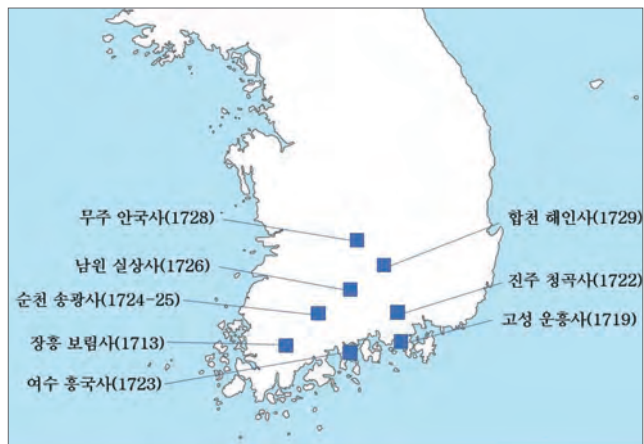 무주 안국사(1728)
합천 해인사(1729)
남원 실상사(1726)
진주 청곡사(1722)
순천 송광사(1724-25)
고성 운흥사(1719)
장흥 보림사(1713)
여수 흥국사(1723)